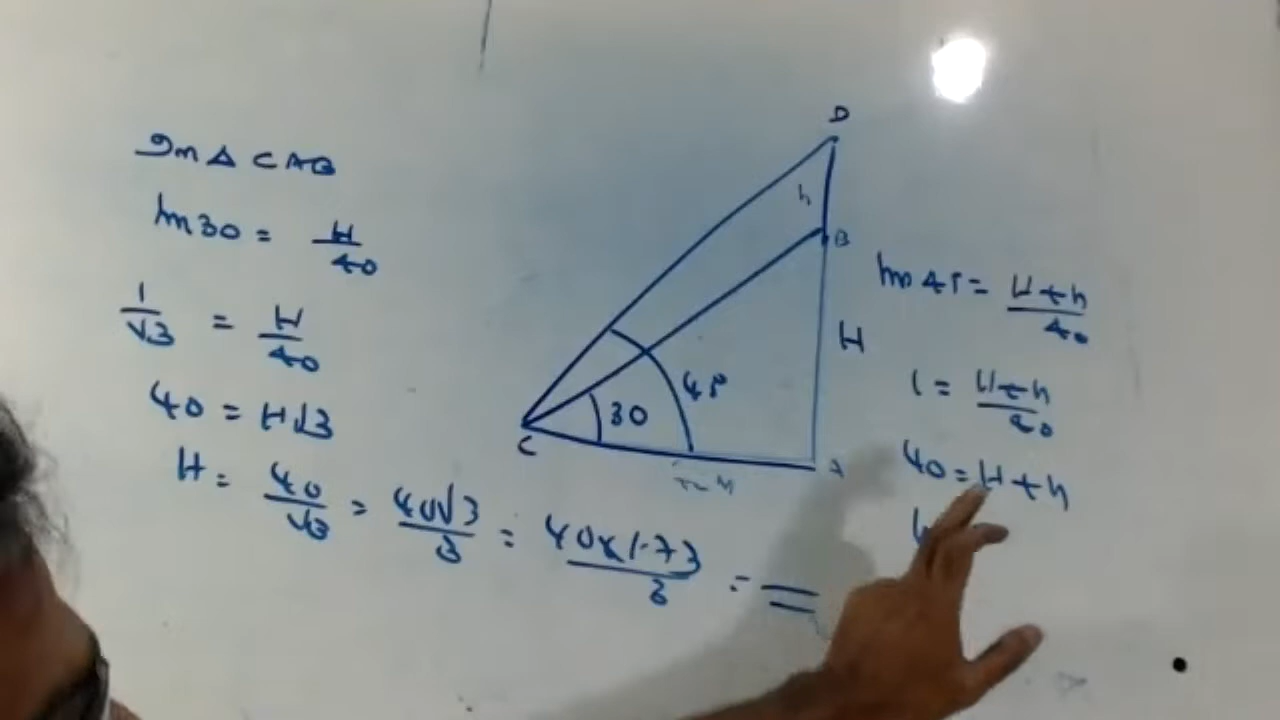 In Δ CAB
tan 30 = H/40
1/√3 = H/40
40 = H√3
H = 40/√3 = 40√3/3 = 40×1.73/3 =
D
h
B
H
45
30
C
A
tan 45 = H+h/40
1 = H+h/40
40 = H+h
h